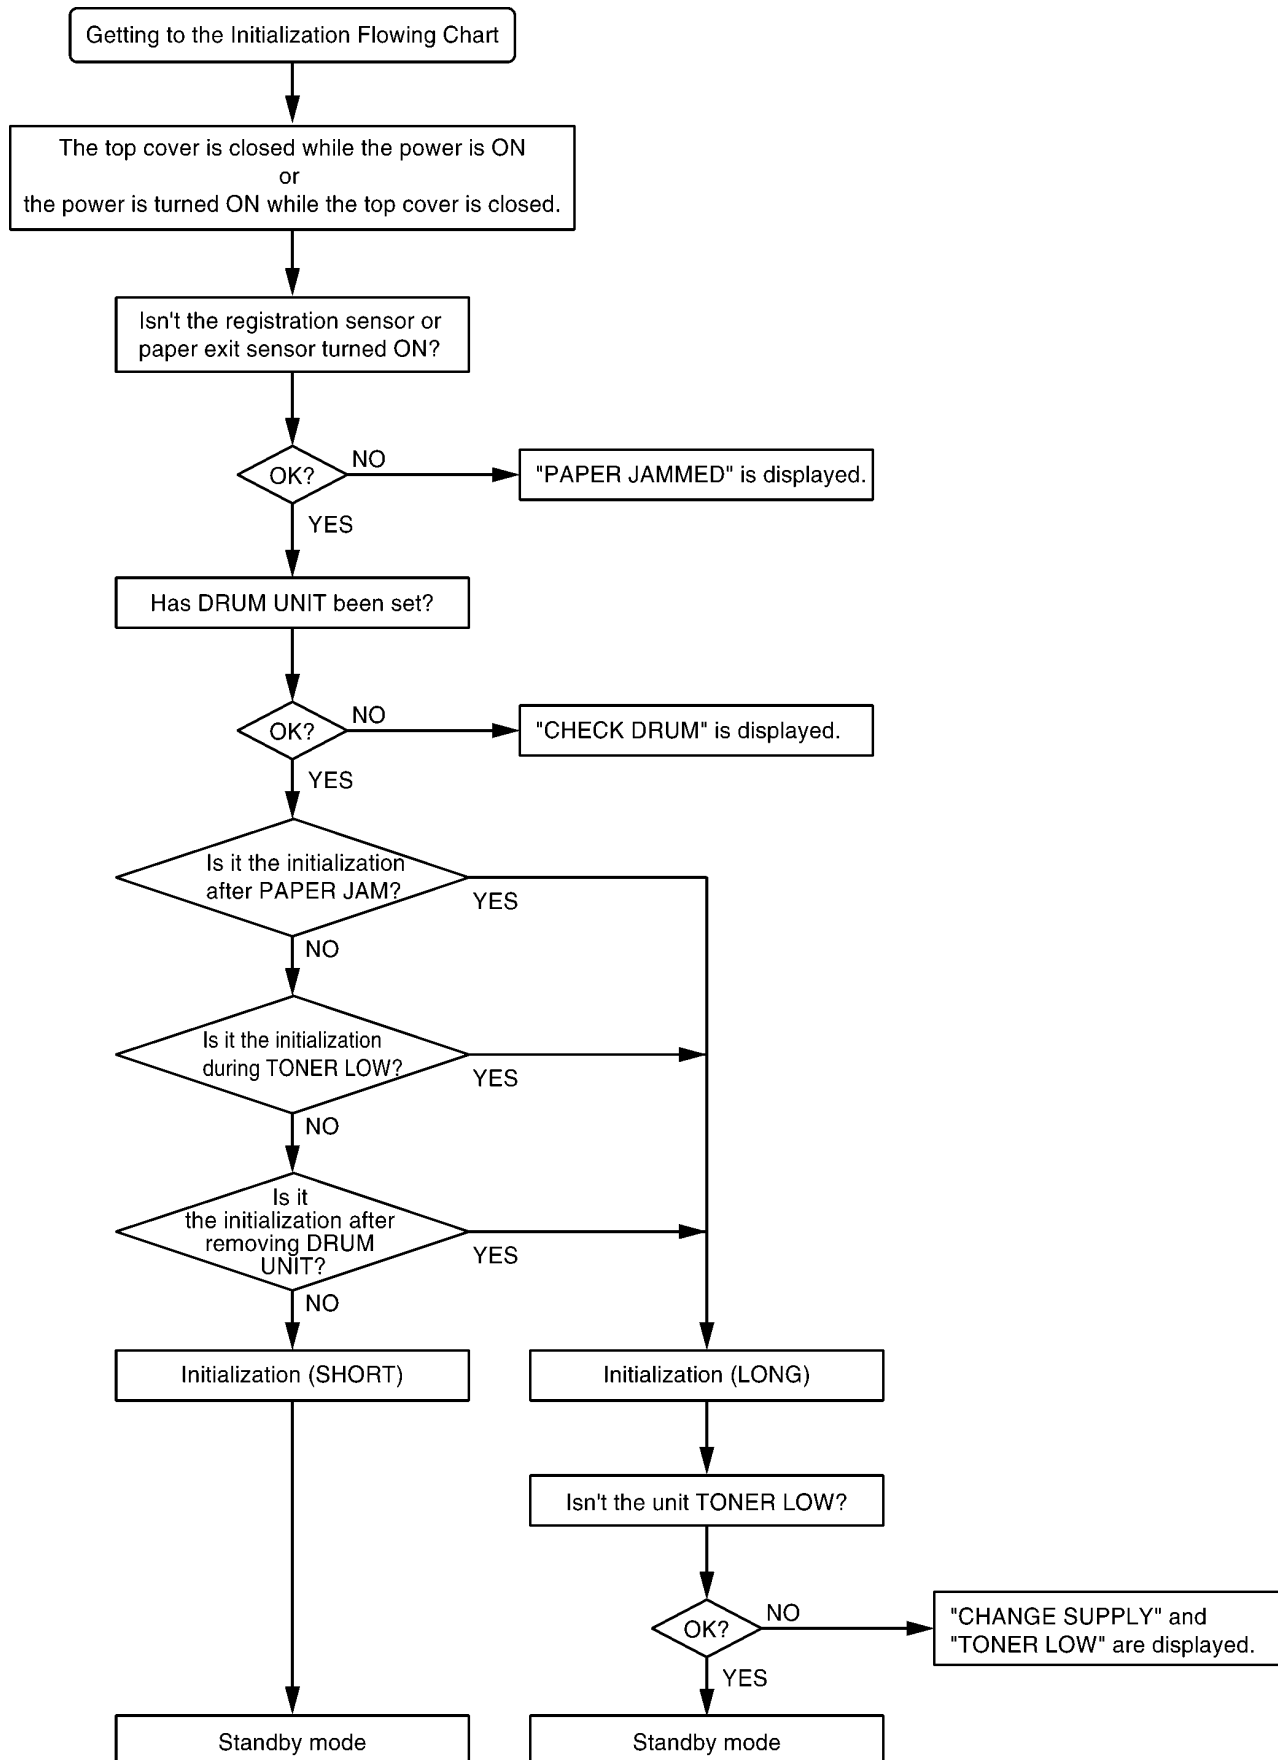 Getting to the Initialization Flowing Chart
The top cover is closed while the power is ON
or
the power is turned ON while the top cover is closed.
Isn't the registration sensor or
paper exit sensor turned ON?
OK?
NO
"PAPER JAMMED" is displayed.
YES
Has DRUM UNIT been set?
OK?
NO
"CHECK DRUM" is displayed.
YES
Is it the initialization
after PAPER JAM?
YES
NO
Is it the initialization
during TONER LOW?
YES
NO
Is it
the initialization after
removing DRUM
UNIT?
YES
NO
Initialization (SHORT)
Initialization (LONG)
Isn't the unit TONER LOW?
OK?
NO
"CHANGE SUPPLY" and
"TONER LOW" are displayed.
YES
Standby mode
Standby mode